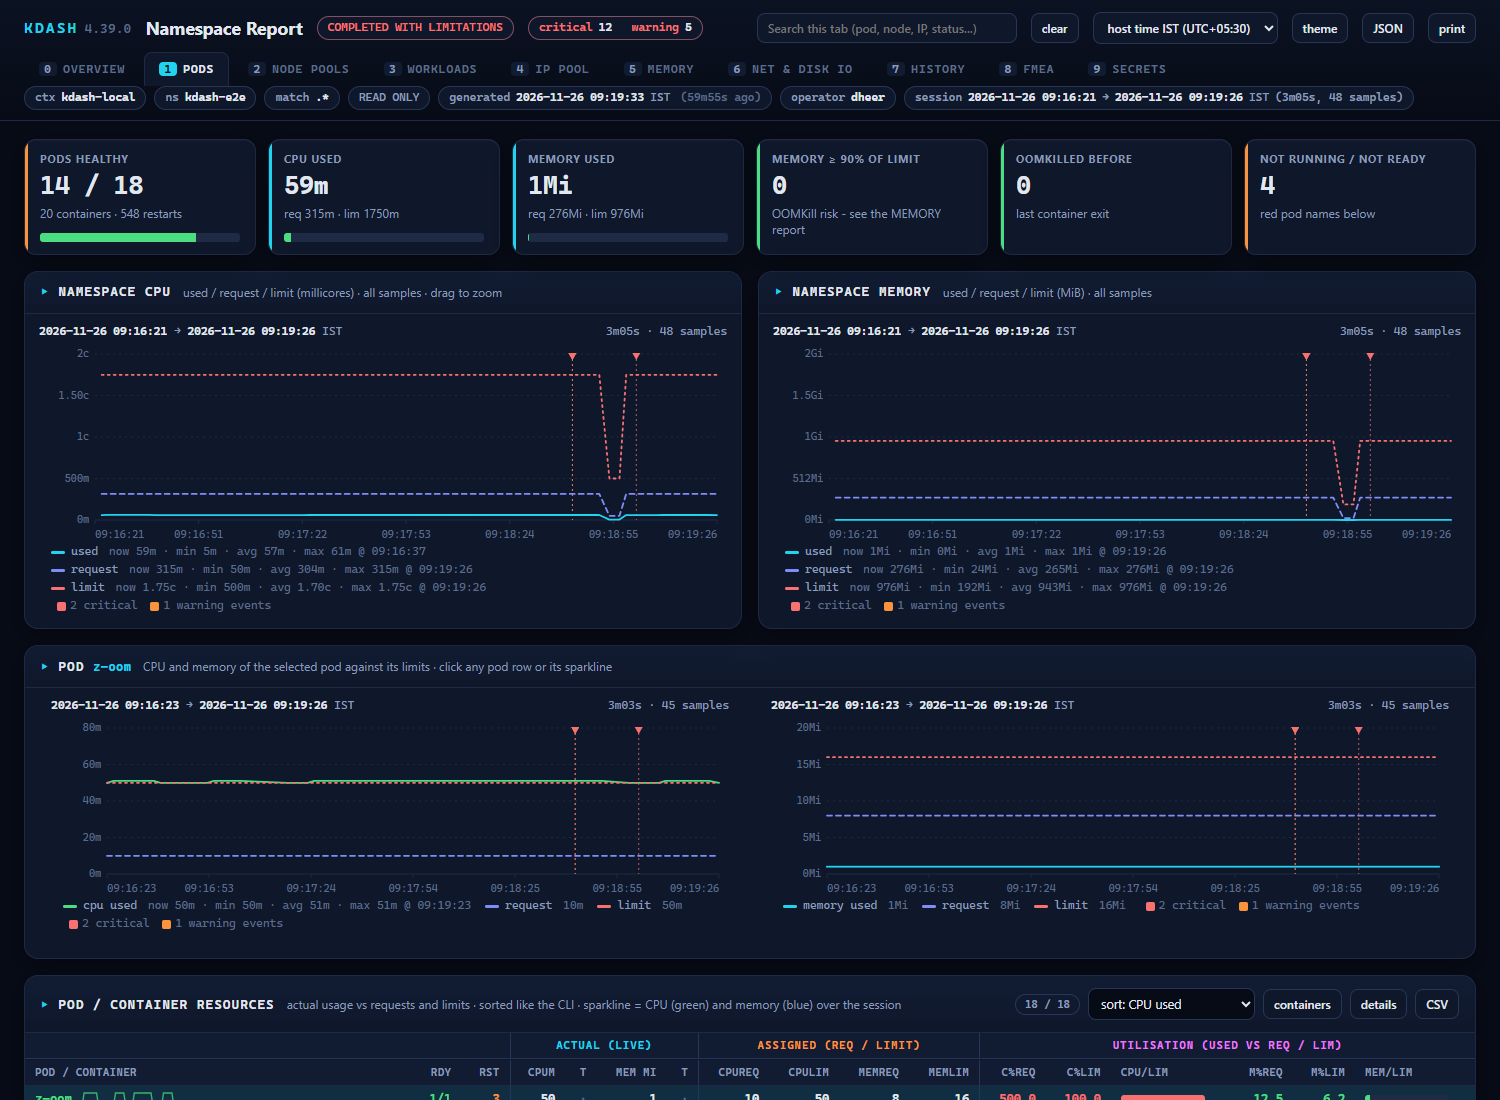 KDASH 4.39.0 Namespace Report COMPLETED WITH LIMITATIONS critical 12 warning 5 Search this tab (pod, node, IP, status...) clear host time IST (UTC+05:30) theme JSON print
0 OVERVIEW 1 PODS 2 NODE POOLS 3 WORKLOADS 4 IP POOL 5 MEMORY 6 NET & DISK IO 7 HISTORY 8 FMEA 9 SECRETS
ctx kdash-local ns kdash-e2e match .* READ ONLY generated 2026-11-26 09:19:33 IST (59m55s ago) operator dheer session 2026-11-26 09:16:21 → 2026-11-26 09:19:26 IST (3m05s, 48 samples)
PODS HEALTHY CPU USED MEMORY USED MEMORY ≥ 90% OF LIMIT OOMKILLED BEFORE NOT RUNNING / NOT READY
14 / 18 59m 1Mi 0 0 4
20 containers · 548 restarts req 315m · lim 1750m req 276Mi · lim 976Mi OOMKill risk - see the MEMORY last container exit red pod names below
report
▸ NAMESPACE CPU used / request / limit (millicores) · all samples · drag to zoom
2026-11-26 09:16:21 → 2026-11-26 09:19:26 IST 3m05s · 48 samples
2c
1.50c
1c
500m
0m
09:16:21 09:16:51 09:17:22 09:17:53 09:18:24 09:18:55 09:19:26
used now 59m · min 5m · avg 57m · max 61m @ 09:16:37
request now 315m · min 50m · avg 304m · max 315m @ 09:19:26
limit now 1.75c · min 500m · avg 1.70c · max 1.75c @ 09:19:26
2 critical 1 warning events
▸ NAMESPACE MEMORY used / request / limit (MiB) · all samples
2026-11-26 09:16:21 → 2026-11-26 09:19:26 IST 3m05s · 48 samples
2Gi
1.5Gi
1Gi
512Mi
0Mi
09:16:21 09:16:51 09:17:22 09:17:53 09:18:24 09:18:55 09:19:26
used now 1Mi · min 0Mi · avg 1Mi · max 1Mi @ 09:19:26
request now 276Mi · min 24Mi · avg 265Mi · max 276Mi @ 09:19:26
limit now 976Mi · min 192Mi · avg 943Mi · max 976Mi @ 09:19:26
2 critical 1 warning events
▸ POD z-oom CPU and memory of the selected pod against its limits · click any pod row or its sparkline
2026-11-26 09:16:23 → 2026-11-26 09:19:26 IST 3m03s · 45 samples
80m
60m
40m
20m
0m
09:16:23 09:16:53 09:17:24 09:17:54 09:18:25 09:18:55 09:19:26
cpu used now 50m · min 50m · avg 51m · max 51m @ 09:19:23 request 10m limit 50m
2 critical 1 warning events
2026-11-26 09:16:23 → 2026-11-26 09:19:26 IST 3m03s · 45 samples
20Mi
15Mi
10Mi
5Mi
0Mi
09:16:23 09:16:53 09:17:24 09:17:54 09:18:25 09:18:55 09:19:26
memory used 1Mi request 8Mi limit 16Mi 2 critical 1 warning events
▸ POD / CONTAINER RESOURCES actual usage vs requests and limits · sorted like the CLI · sparkline = CPU (green) and memory (blue) over the session 18 / 18 sort: CPU used containers details CSV
ACTUAL (LIVE) ASSIGNED (REQ / LIMIT) UTILISATION (USED VS REQ / LIM)
POD / CONTAINER RDY RST CPUM T MEM MI T CPUREQ CPULIM MEMREQ MEMLIM C%REQ C%LIM CPU/LIM M%REQ M%LIM MEM/LIM
z-oom 1/1 3 50 · 1 · 10 50 8 16 500.0 100.0 12.5 6.2